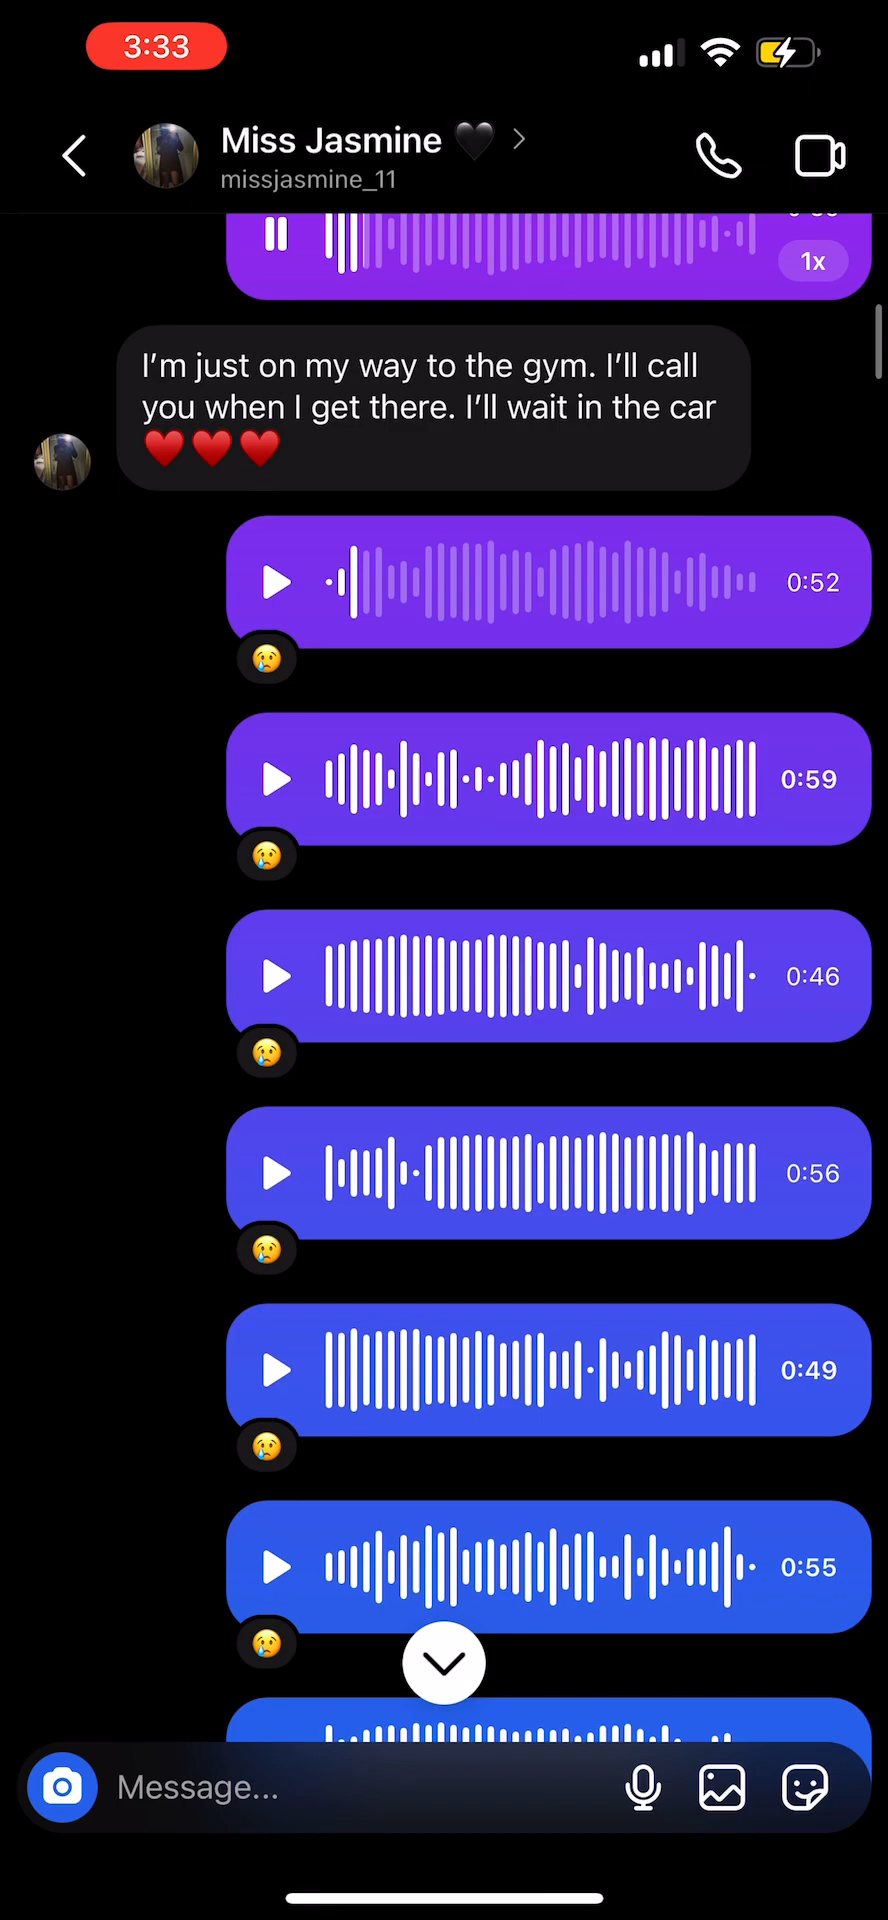 3:33
Miss Jasmine 🖤
missjasmine_11
1x
I'm just on my way to the gym. I'll call
you when I get there. I'll wait in the car
♥️♥️♥️
0:52
0:59
0:46
0:56
0:49
0:55
Message...